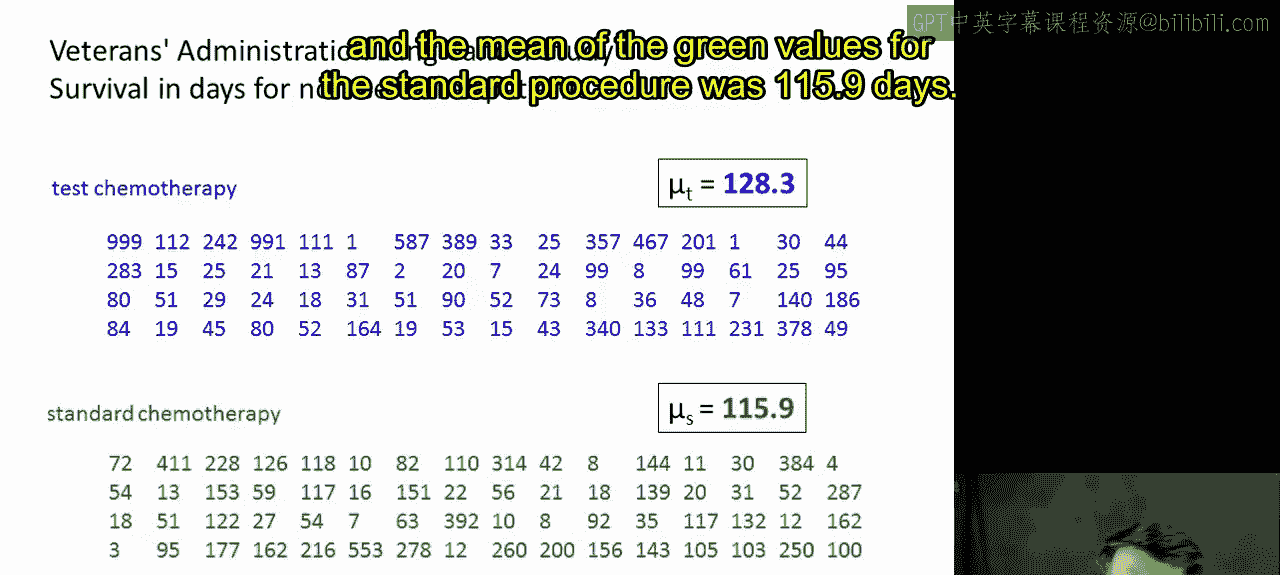 GPT中英字幕课程资源@bilibili.com
and the mean of the green values for
the standard procedure was 115.9 days.
Veterans' Administration
Survival in days for
test chemotherapy
μt = 128.3
999 112 242 991 111 1 587 389 33 25 357 467 201 1 30 44
283 15 25 21 13 87 2 20 7 24 99 8 99 61 25 95
80 51 29 24 18 31 51 90 52 73 8 36 48 7 140 186
84 19 45 80 52 164 19 53 15 43 340 133 111 231 378 49
standard chemotherapy
μs = 115.9
72 411 228 126 118 10 82 110 314 42 8 144 11 30 384 4
54 13 153 59 117 16 151 22 56 21 18 139 20 31 52 287
18 51 122 27 54 7 63 392 10 8 92 35 117 132 12 162
3 95 177 162 216 553 278 12 260 200 156 143 105 103 250 100